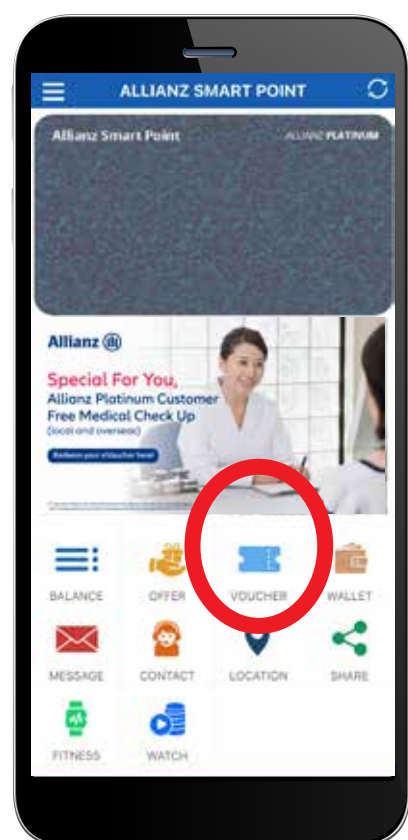 ALLIANZ SMART POINT
Allianz Smart Point ALLIANZ PLATINUM
Allianz
Special For You,
Allianz Platinum Customer
Free Medical Check Up
(local and overseas)
Redeem your eVoucher here!
BALANCE OFFER VOUCHER WALLET
MESSAGE CONTACT LOCATION SHARE
FITNESS WATCH